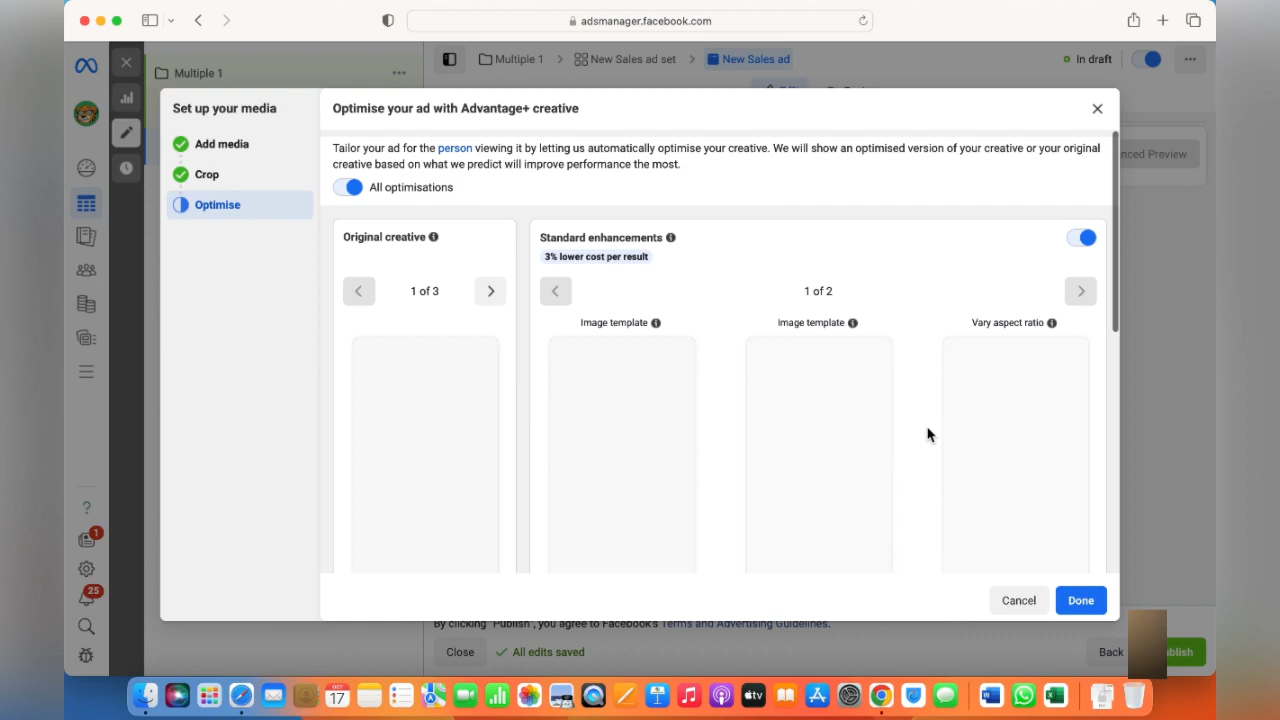 adsmanager.facebook.com
Multiple 1
Multiple 1
New Sales ad set
New Sales ad
In draft
Set up your media
Add media
Crop
Optimise
Optimise your ad with Advantage+ creative
Tailor your ad for the person viewing it by letting us automatically optimise your creative. We will show an optimised version of your creative or your original
creative based on what we predict will improve performance the most.
All optimisations
Preview
Original creative
1 of 3
Standard enhancements
3% lower cost per result
1 of 2
Image template
Image template
Vary aspect ratio
Cancel
Done
By clicking "Publish", you agree to Facebook's Terms and Advertising Guidelines.
Close
All edits saved
Back
1
25
OCT
17
tv